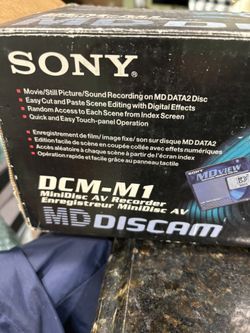 SONY
• Movie/Still Picture/Sound Recording on MD DATA2 Disc
• Easy Cut and Paste Scene Editing with Digital Effects
• Random Access to Each Scene from Index Screen
• Quick and Easy Touch-panel Operation
• Enregistrement de film/ image fixe/ son sur disque MD DATA2
• Edition facile de scène en coupée collée avec effets numériques
• Accès aléatoire à chaque scène à partir de l'écran index
• Opération rapide et facile grâce au panneau tactile
DCM-M1
MiniDisc AV Recorder
Enregistreur MiniDisc AV
MD DISCAM
MD VIEW